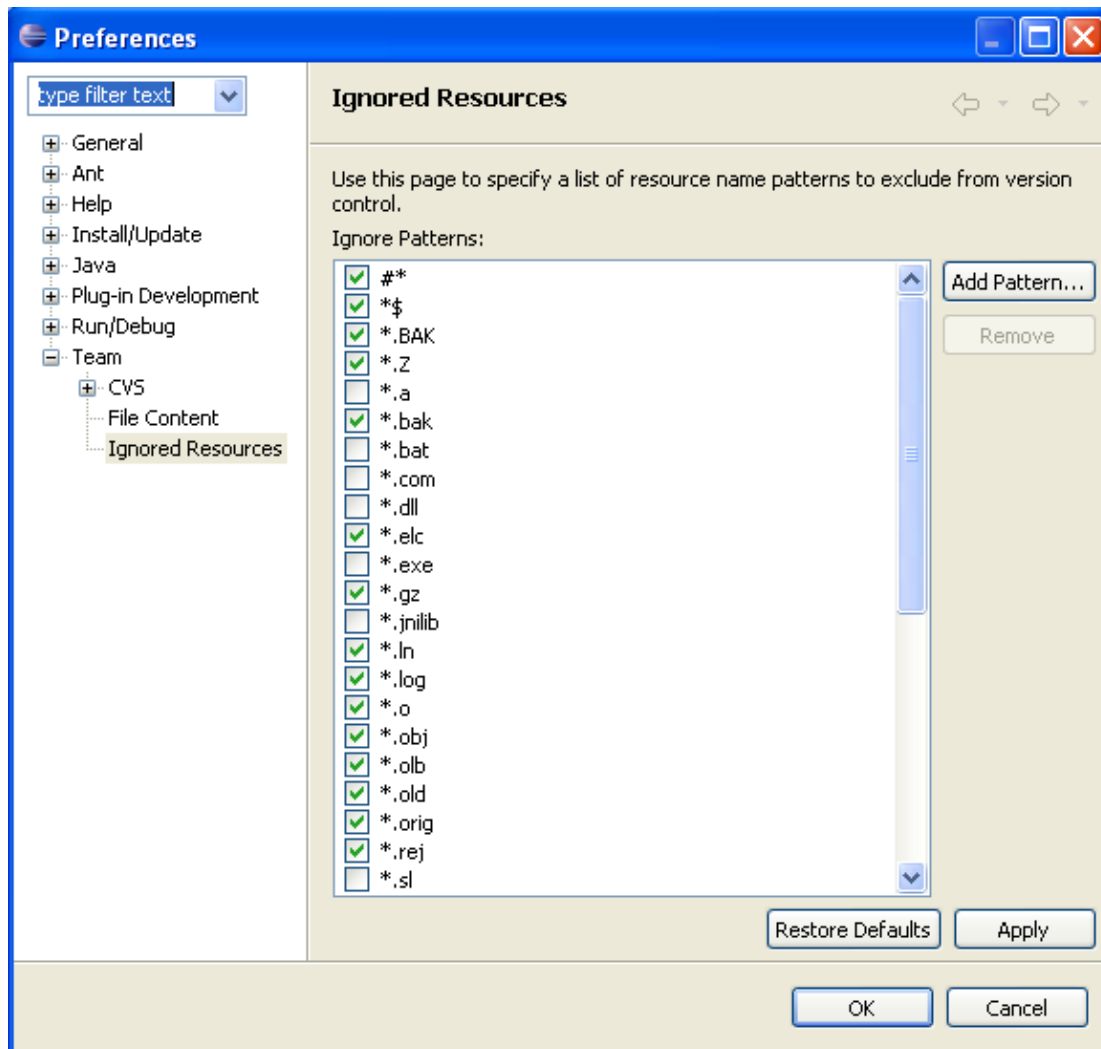 Preferences
type filter text
General
Ant
Help
Install/Update
Java
Plug-in Development
Run/Debug
Team
CVS
File Content
Ignored Resources
Ignored Resources
Use this page to specify a list of resource name patterns to exclude from version
control.
Ignore Patterns:
#*
*$
*.BAK
*.Z
*.a
*.bak
*.bat
*.com
*.dll
*.elc
*.exe
*.gz
*.jnilib
*.ln
*.log
*.o
*.obj
*.olb
*.old
*.orig
*.rej
*.sl
Add Pattern...
Remove
Restore Defaults
Apply
OK
Cancel